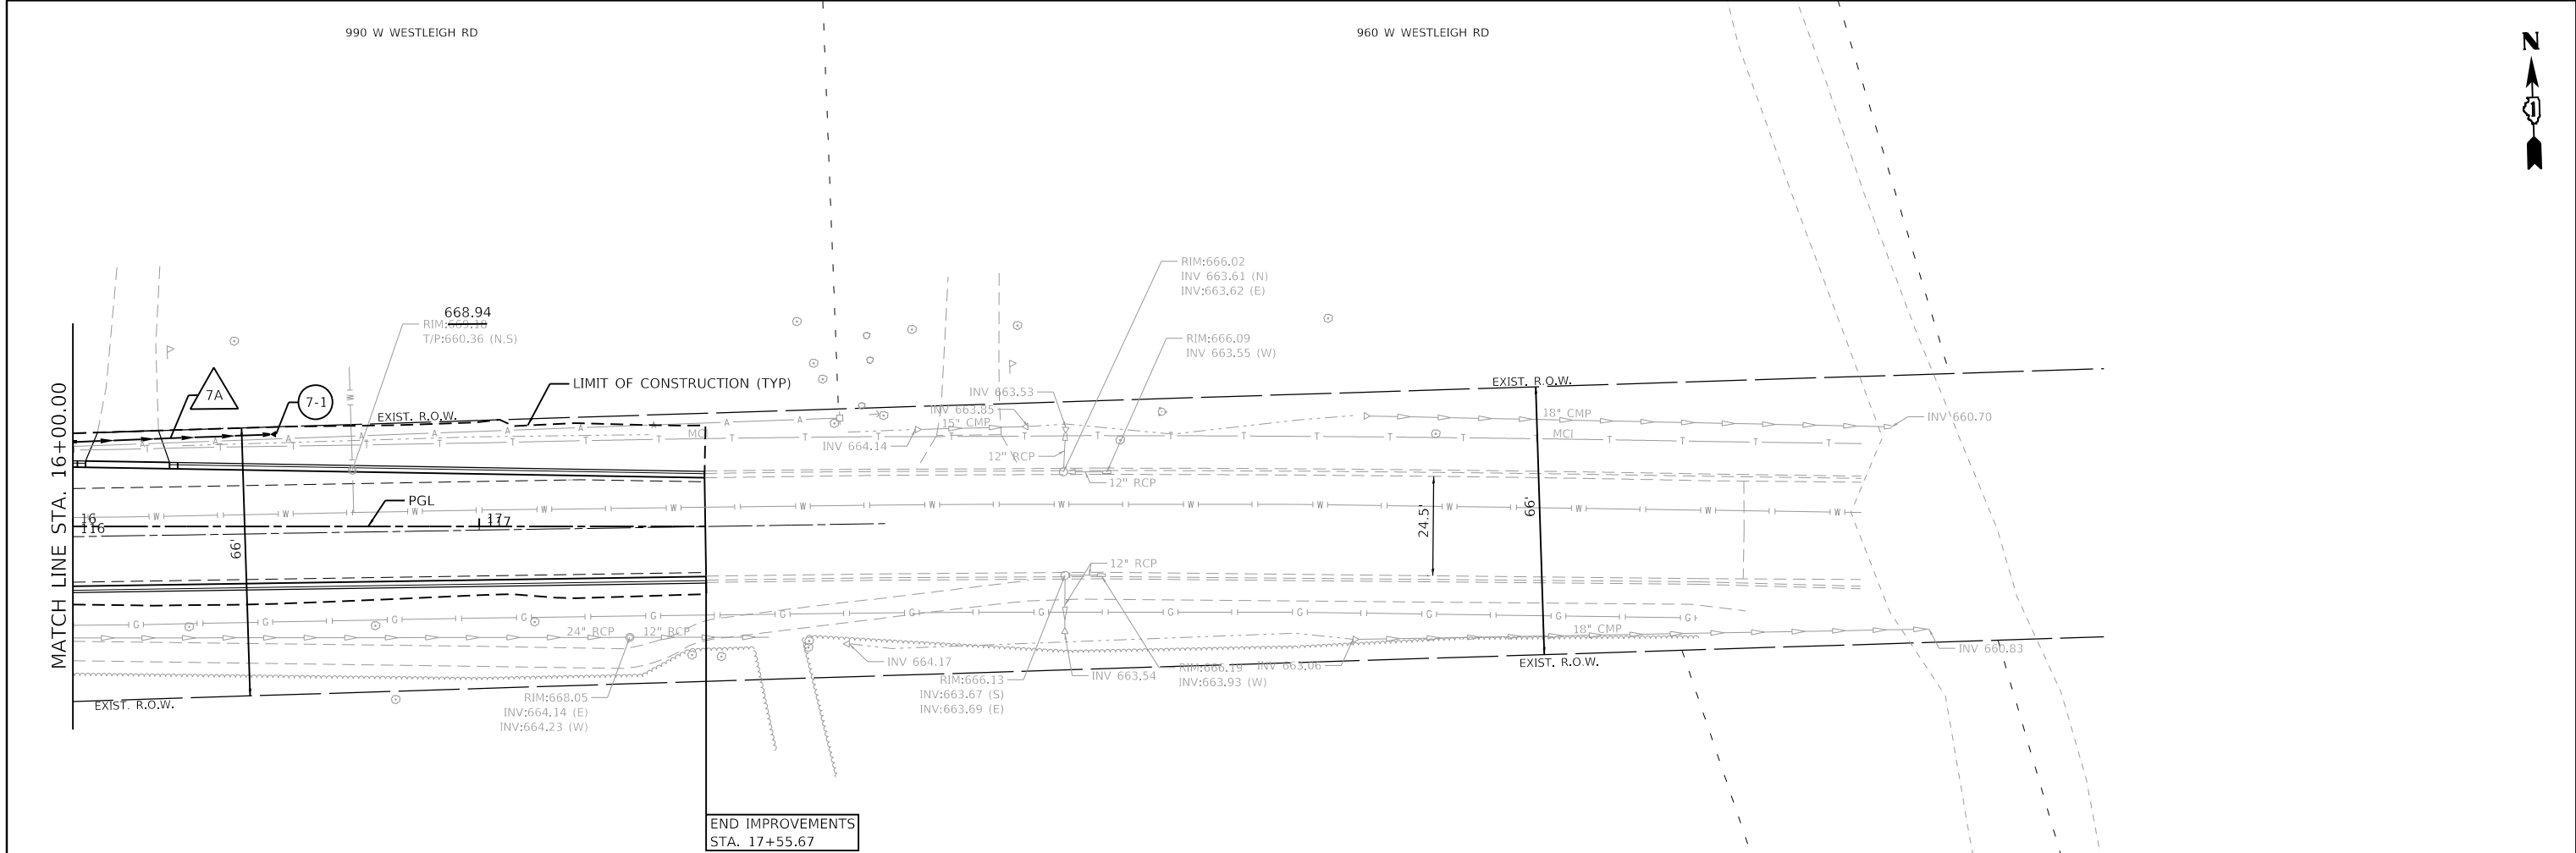 990 W WESTLEIGH RD
960 W WESTLEIGH RD
N
RIM:666.02
INV 663.61 (N)
INV:663.62 (E)
668.94
RIM:669.18
T/P:660.36 (N,S)
RIM:666.09
INV 663.55 (W)
7A
7-1
LIMIT OF CONSTRUCTION (TYP)
EXIST. R.O.W.
EXIST. R.O.W.
INV 663.53
INV 663.85
15" CMP
INV 664.14
12" RCP
12" RCP
MCI
18" CMP
MCI
INV 660.70
MATCH LINE STA. 16+00.00
PGL
16
116
17
117
66'
24.5'
66'
12" RCP
24" RCP
12" RCP
18" CMP
INV 664.17
INV 663.54
RIM:666.19
INV:663.93 (W)
INV 663.06
INV 660.83
RIM:666.13
INV:663.67 (S)
INV:663.69 (E)
RIM:668.05
INV:664.14 (E)
INV:664.23 (W)
EXIST. R.O.W.
EXIST. R.O.W.
END IMPROVEMENTS
STA. 17+55.67